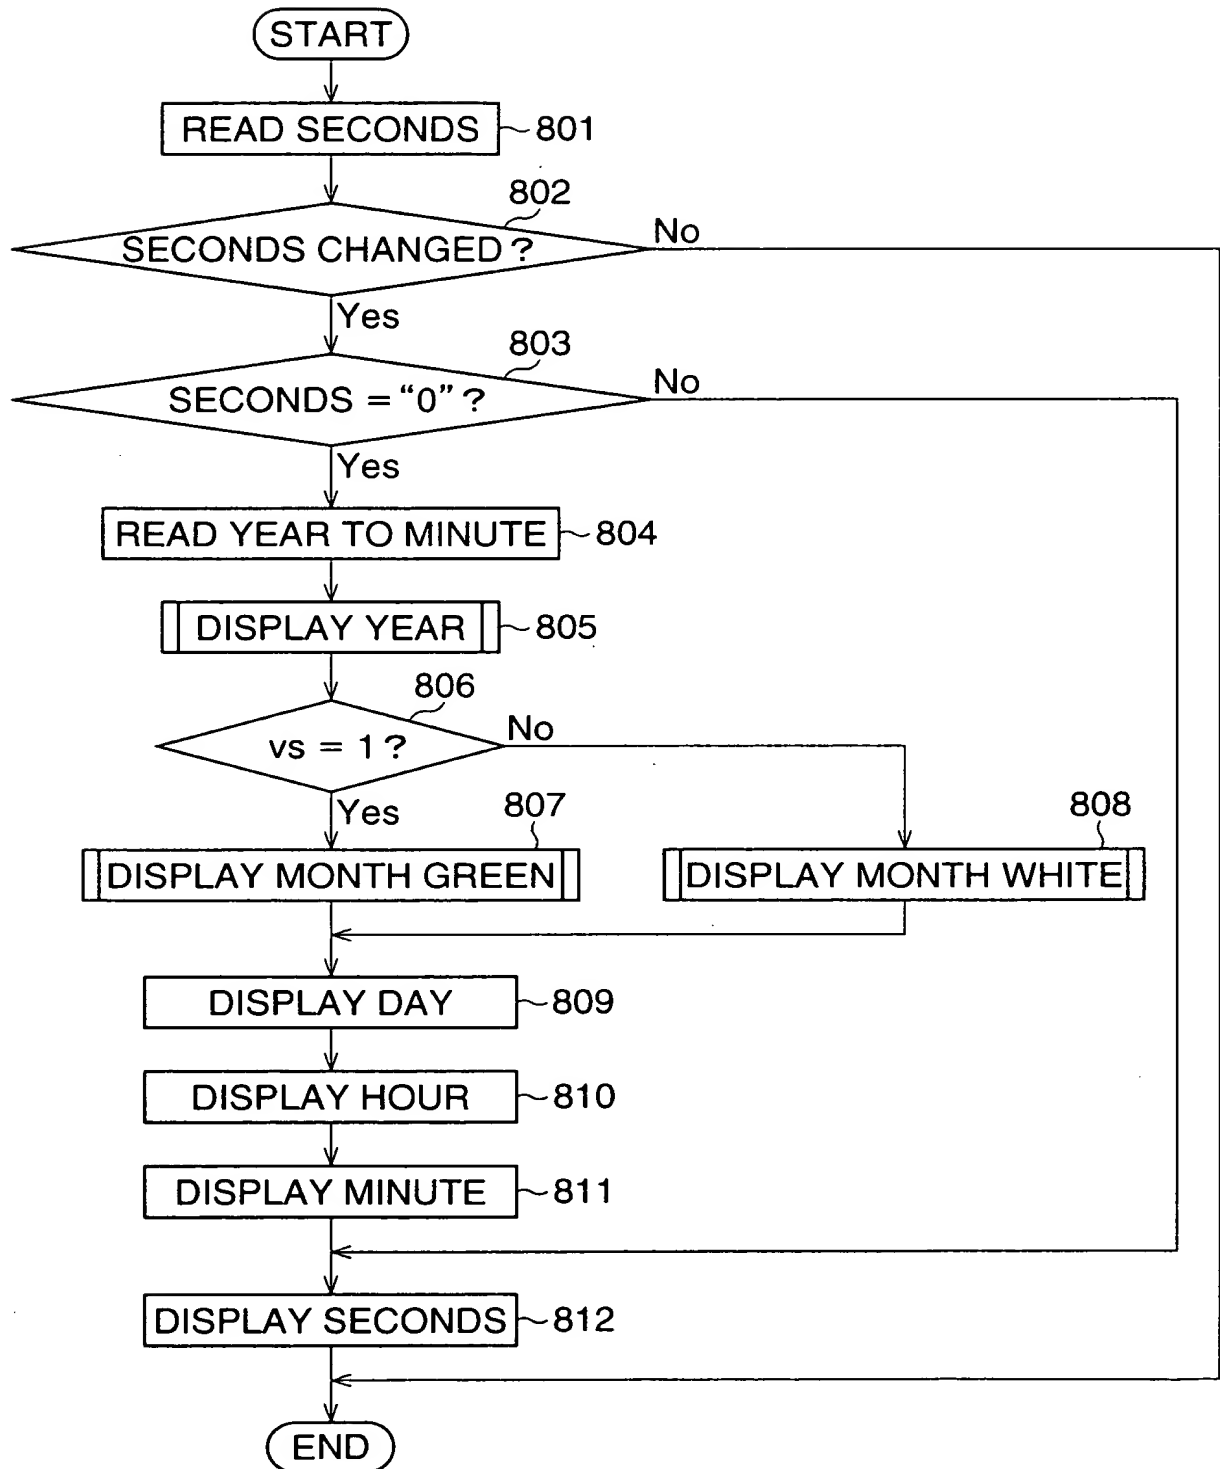 START
READ SECONDS 801
802
SECONDS CHANGED? No
Yes
803
SECONDS = “0”? No
Yes
READ YEAR TO MINUTE 804
DISPLAY YEAR 805
806
vs = 1? No
Yes
807 808
DISPLAY MONTH GREEN DISPLAY MONTH WHITE
DISPLAY DAY 809
DISPLAY HOUR 810
DISPLAY MINUTE 811
DISPLAY SECONDS 812
END